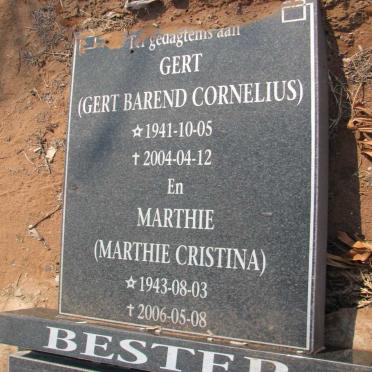 Ter gedagtenis aan
GERT
(GERT BAREND CORNELIUS)
☆ 1941-10-05
† 2004-04-12
En
MARTHIE
(MARTHIE CRISTINA)
☆ 1943-08-03
† 2006-05-08
BESTER